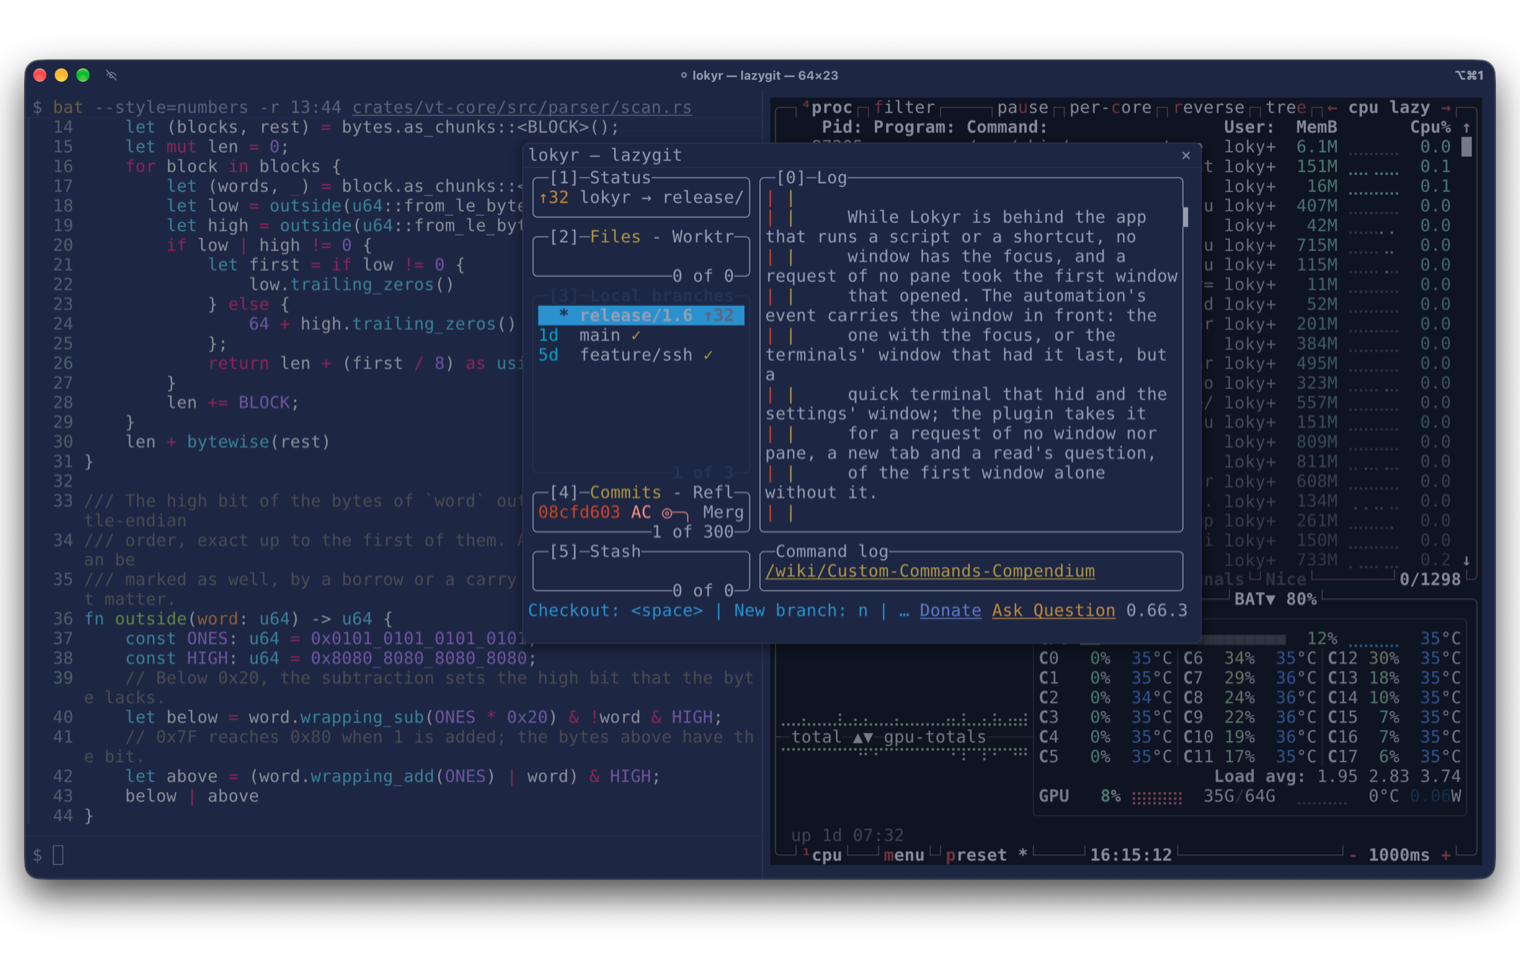 lokyr — lazygit — 64×23
⌥⌘1
$ bat --style=numbers -r 13:44 crates/vt-core/src/parser/scan.rs
14 let (blocks, rest) = bytes.as_chunks::<BLOCK>();
15 let mut len = 0;
16 for block in blocks {
17 let (words, _) = block.as_chunks::<
18 let low = outside(u64::from_le_byte
19 let high = outside(u64::from_le_byt
20 if low | high != 0 {
21 let first = if low != 0 {
22 low.trailing_zeros()
23 } else {
24 64 + high.trailing_zeros()
25 };
26 return len + (first / 8) as usi
27 }
28 len += BLOCK;
29 }
30 len + bytewise(rest)
31 }
32
33 /// The high bit of the bytes of `word` out
tle-endian
34 /// order, exact up to the first of them. A
an be
35 /// marked as well, by a borrow or a carry
t matter.
36 fn outside(word: u64) -> u64 {
37 const ONES: u64 = 0x0101_0101_0101_0101;
38 const HIGH: u64 = 0x8080_8080_8080_8080;
39 // Below 0x20, the subtraction sets the high bit that the byt
e lacks.
40 let below = word.wrapping_sub(ONES * 0x20) & !word & HIGH;
41 // 0x7F reaches 0x80 when 1 is added; the bytes above have th
e bit.
42 let above = (word.wrapping_add(ONES) | word) & HIGH;
43 below | above
44 }
$
lokyr — lazygit ×
[1]─Status
↑32 lokyr → release/
[2]─Files - Worktr
0 of 0
[3]─Local branches
* release/1.6 ↑32
1d main ✓
5d feature/ssh ✓
1 of 3
[4]─Commits - Refl
08cfd603 AC Merg
1 of 300
[5]─Stash
0 of 0
[0]─Log
While Lokyr is behind the app
that runs a script or a shortcut, no
window has the focus, and a
request of no pane took the first window
that opened. The automation's
event carries the window in front: the
one with the focus, or the
terminals' window that had it last, but
a
quick terminal that hid and the
settings' window; the plugin takes it
for a request of no window nor
pane, a new tab and a read's question,
of the first window alone
without it.
Command log
/wiki/Custom-Commands-Compendium
Checkout: <space> | New branch: n | … Donate Ask Question 0.66.3
⁴proc filter pause per-core reverse tree ← cpu lazy →
Pid: Program: Command: User: MemB Cpu% ↑
loky+ 6.1M 0.0
t loky+ 151M 0.1
loky+ 16M 0.1
u loky+ 407M 0.0
loky+ 42M 0.0
u loky+ 715M 0.0
u loky+ 115M 0.0
= loky+ 11M 0.0
d loky+ 52M 0.0
r loky+ 201M 0.0
loky+ 384M 0.0
r loky+ 495M 0.0
o loky+ 323M 0.0
/ loky+ 557M 0.0
u loky+ 151M 0.0
loky+ 809M 0.0
loky+ 811M 0.0
r loky+ 608M 0.0
. loky+ 134M 0.0
p loky+ 261M 0.0
i loky+ 150M 0.0
loky+ 733M 0.2 ↓
nals Nice 0/1298
BAT▼ 80%
12% 35°C
C0 0% 35°C C6 34% 35°C C12 30% 35°C
C1 0% 35°C C7 29% 36°C C13 18% 35°C
C2 0% 34°C C8 24% 36°C C14 10% 35°C
C3 0% 35°C C9 22% 36°C C15 7% 35°C
C4 0% 35°C C10 19% 36°C C16 7% 35°C
C5 0% 35°C C11 17% 35°C C17 6% 35°C
Load avg: 1.95 2.83 3.74
GPU 8% 35G/64G 0°C 0.06W
total ▲▼ gpu-totals
up 1d 07:32
¹cpu menu preset * 16:15:12 - 1000ms +